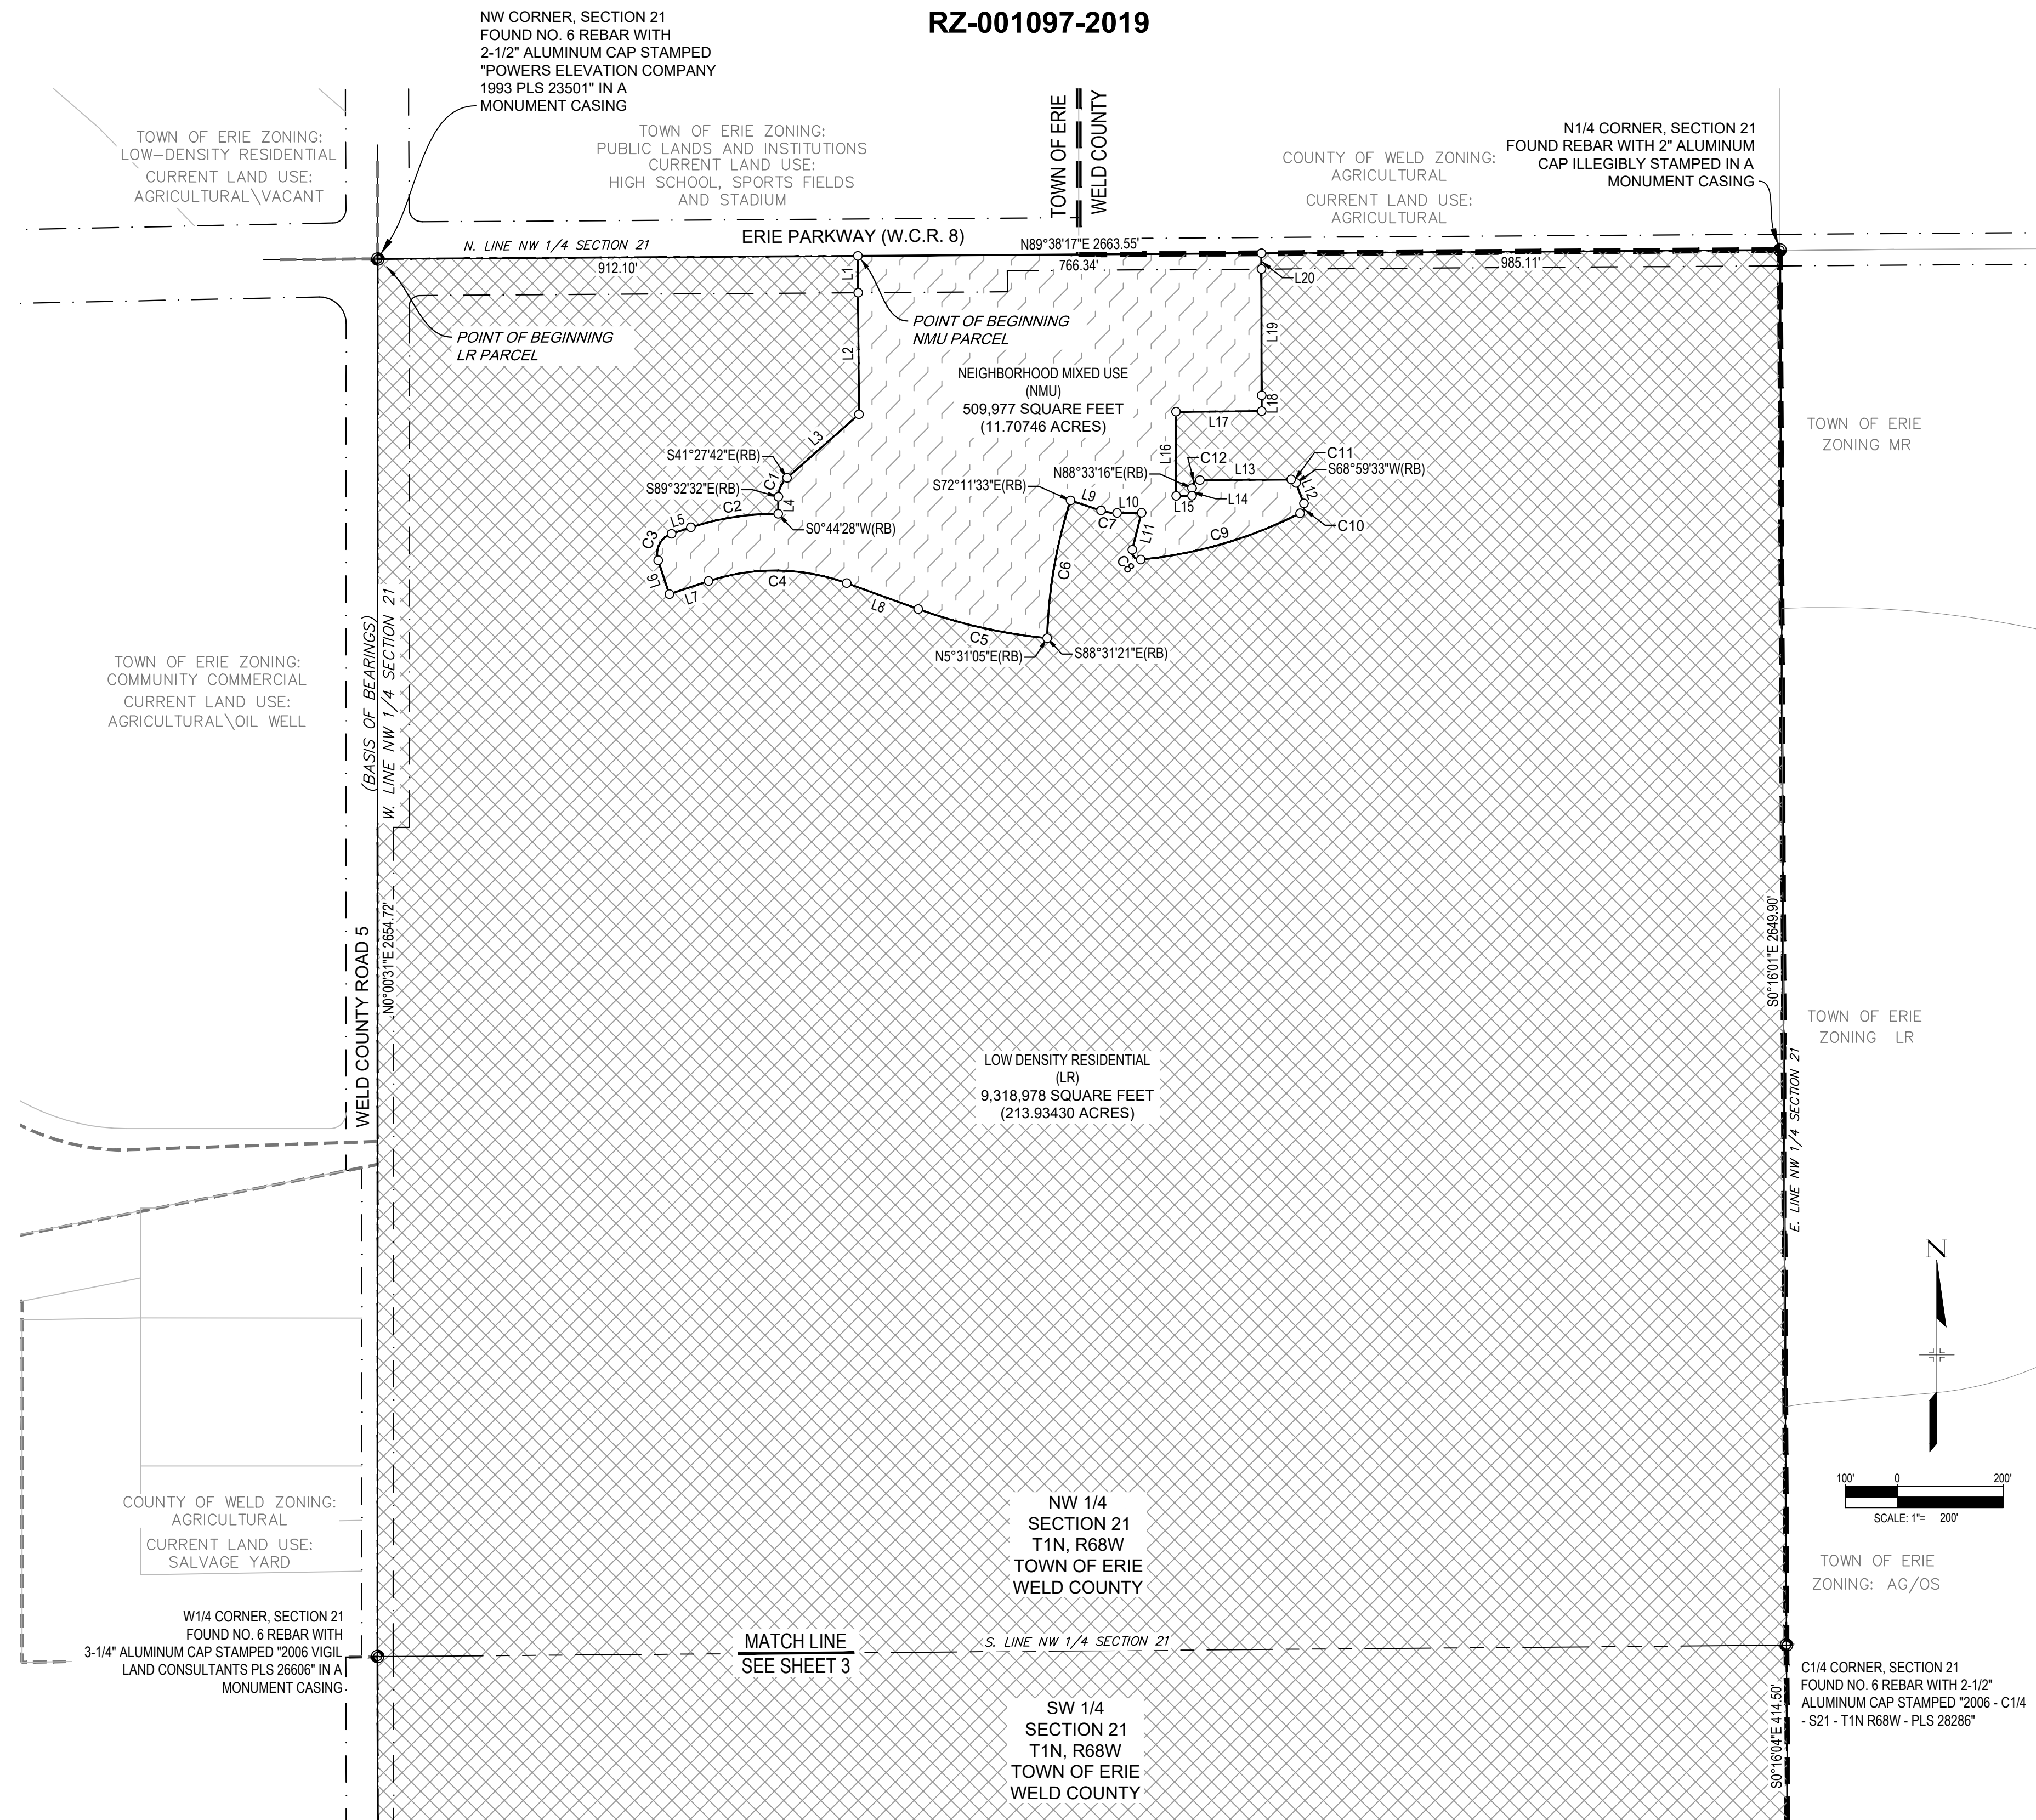 RZ-001097-2019
NW CORNER, SECTION 21
FOUND NO. 6 REBAR WITH
2-1/2" ALUMINUM CAP STAMPED
"POWERS ELEVATION COMPANY
1993 PLS 23501" IN A
MONUMENT CASING
TOWN OF ERIE
WELD COUNTY
N1/4 CORNER, SECTION 21
FOUND REBAR WITH 2" ALUMINUM
CAP ILLEGIBLY STAMPED IN A
MONUMENT CASING
TOWN OF ERIE ZONING:
LOW-DENSITY RESIDENTIAL
CURRENT LAND USE:
AGRICULTURAL\VACANT
TOWN OF ERIE ZONING:
PUBLIC LANDS AND INSTITUTIONS
CURRENT LAND USE:
HIGH SCHOOL, SPORTS FIELDS
AND STADIUM
COUNTY OF WELD ZONING:
AGRICULTURAL
CURRENT LAND USE:
AGRICULTURAL
N. LINE NW 1/4 SECTION 21
ERIE PARKWAY (W.C.R. 8)
N89°38'17"E 2663.55'
912.10'
766.34'
985.11'
L1
L20
POINT OF BEGINNING
LR PARCEL
POINT OF BEGINNING
NMU PARCEL
L2
L19
NEIGHBORHOOD MIXED USE
(NMU)
509,977 SQUARE FEET
(11.70746 ACRES)
L18
L17
L3
L16
S41°27'42"E(RB)
C12
C11
N88°33'16"E(RB)
L13
S68°59'33"W(RB)
S89°32'32"E(RB)
C1
L4
S72°11'33"E(RB)
L9
L10
L15
L14
L12
C2
L5
S0°44'28"W(RB)
C7
C10
C3
L11
C9
C8
L6
L7
C4
L8
C6
C5
N5°31'05"E(RB)
S88°31'21"E(RB)
TOWN OF ERIE
ZONING MR
(BASIS OF BEARINGS)
W. LINE NW 1/4 SECTION 21
TOWN OF ERIE ZONING:
COMMUNITY COMMERCIAL
CURRENT LAND USE:
AGRICULTURAL\OIL WELL
WELD COUNTY ROAD 5
N0°00'31"E 2654.72'
S0°16'01"E 2649.90'
TOWN OF ERIE
ZONING LR
E. LINE NW 1/4 SECTION 21
LOW DENSITY RESIDENTIAL
(LR)
9,318,978 SQUARE FEET
(213.93430 ACRES)
N
100'
0
200'
SCALE: 1"= 200'
COUNTY OF WELD ZONING:
AGRICULTURAL
CURRENT LAND USE:
SALVAGE YARD
NW 1/4
SECTION 21
T1N, R68W
TOWN OF ERIE
WELD COUNTY
TOWN OF ERIE
ZONING: AG/OS
W1/4 CORNER, SECTION 21
FOUND NO. 6 REBAR WITH
3-1/4" ALUMINUM CAP STAMPED "2006 VIGIL
LAND CONSULTANTS PLS 26606" IN A
MONUMENT CASING
MATCH LINE
SEE SHEET 3
S. LINE NW 1/4 SECTION 21
C1/4 CORNER, SECTION 21
FOUND NO. 6 REBAR WITH 2-1/2"
ALUMINUM CAP STAMPED "2006 - C1/4
- S21 - T1N R68W - PLS 28286"
SW 1/4
SECTION 21
T1N, R68W
TOWN OF ERIE
WELD COUNTY
S0°16'04"E 414.50'